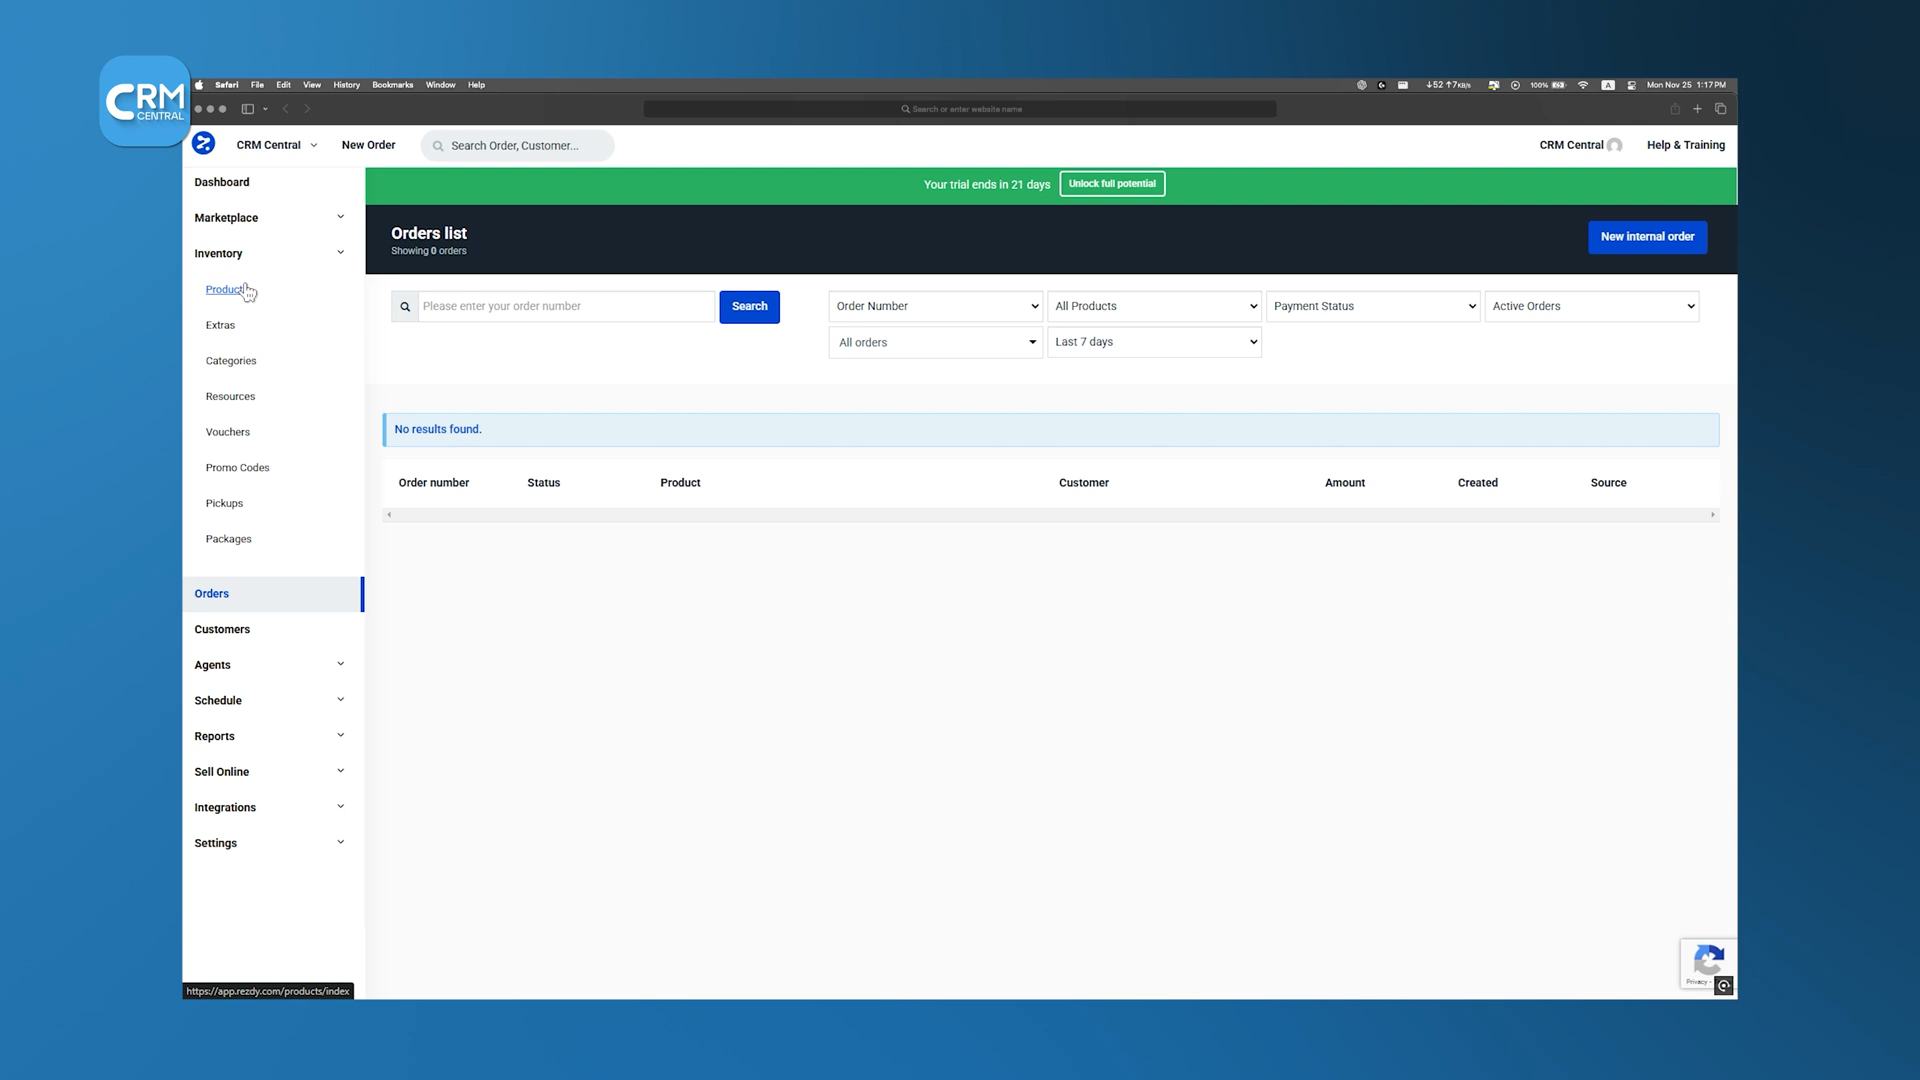 CRM
CENTRAL
Safari File Edit View History Bookmarks Window Help
↓52 ↑7KB/s 100% A Mon Nov 25 1:17 PM
Search or enter website name
CRM Central New Order Search Order, Customer... CRM Central Help & Training
Dashboard
Your trial ends in 21 days Unlock full potential
Marketplace
Inventory
Products
Extras
Categories
Resources
Vouchers
Promo Codes
Pickups
Packages
Orders
Customers
Agents
Schedule
Reports
Sell Online
Integrations
Settings
Orders list
Showing 0 orders
New internal order
Please enter your order number Search Order Number All Products Payment Status Active Orders
All orders Last 7 days
No results found.
Order number Status Product Customer Amount Created Source
Privacy -
https://app.rezdy.com/products/index